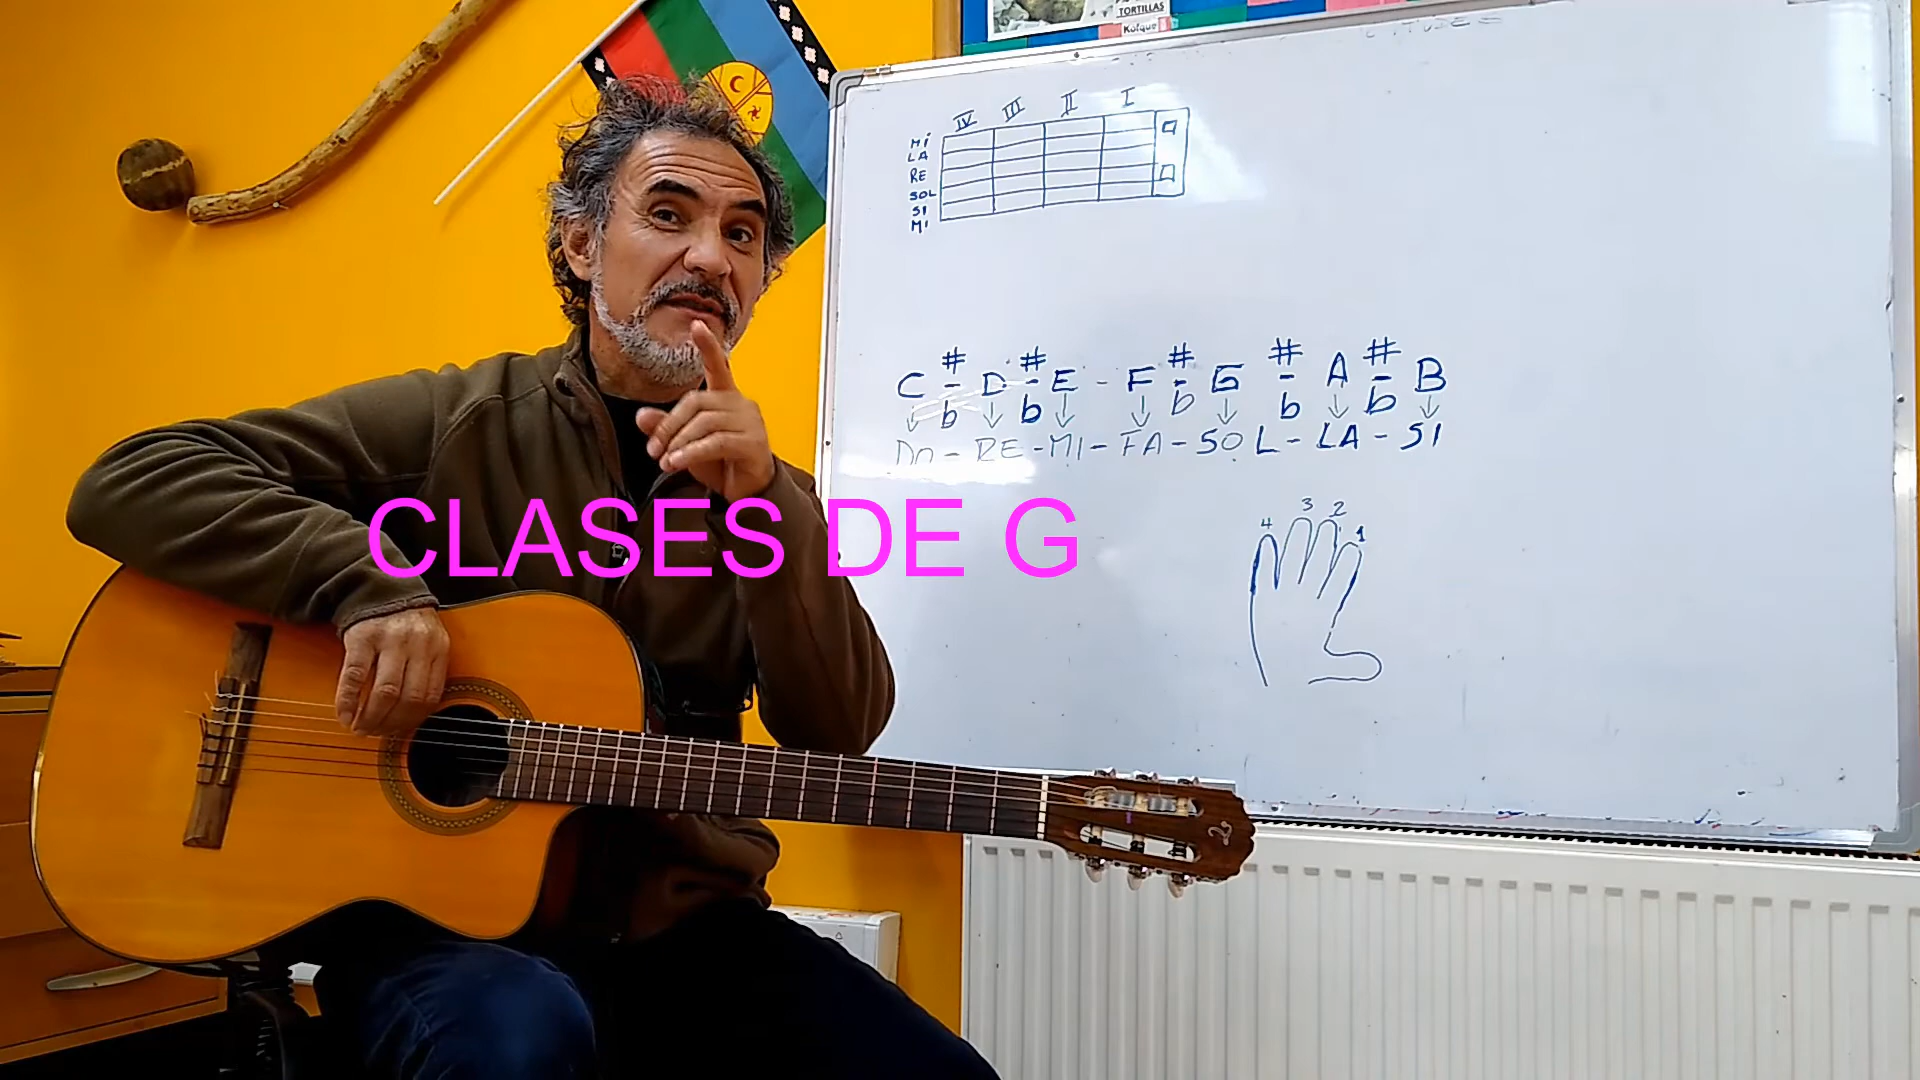 TORTILLAS
Kofque
IV III II I
MI
LA
RE
SOL
SI
MI
# # # # #
C - D - E - F - G - A - B
b b b b b
DO - RE - MI - FA - SOL - LA - SI
CLASES DE G
4 3 2 1